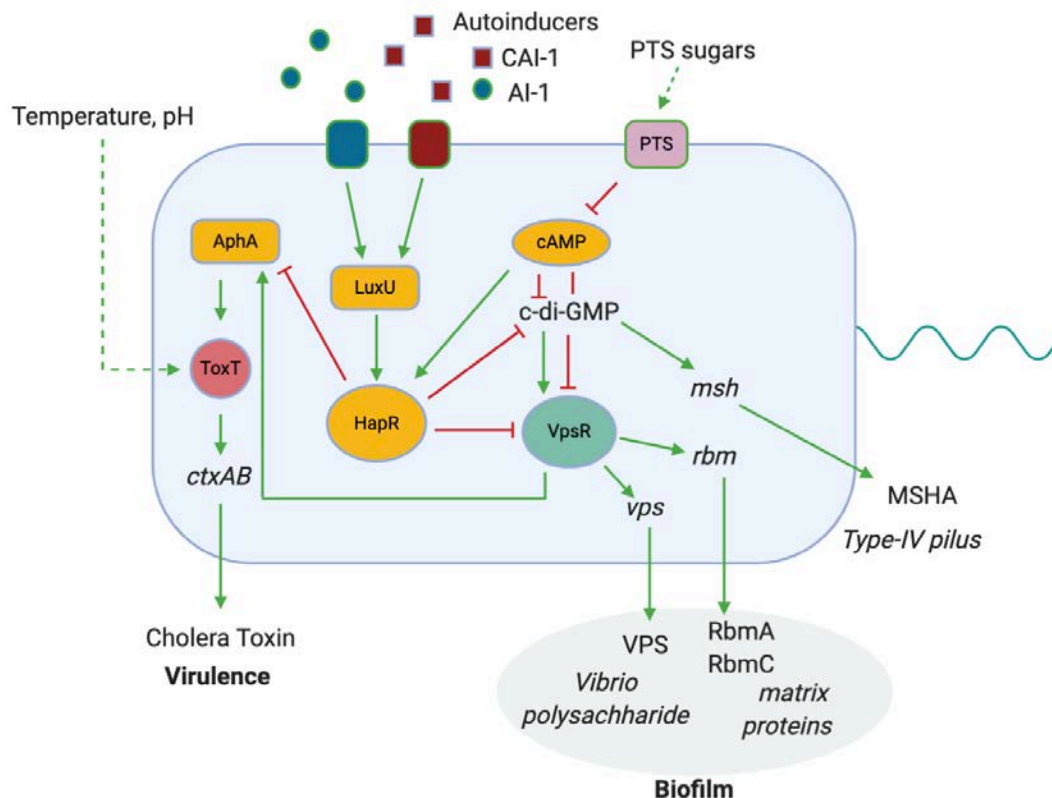 Autoinducers
CAI-1
AI-1
PTS sugars
Temperature, pH
PTS
AphA
cAMP
LuxU
c-di-GMP
ToxT
msh
HapR
VpsR
rbm
ctxAB
vps
MSHA
Type-IV pilus
Cholera Toxin
Virulence
VPS
Vibrio
polysachharide
RbmA
RbmC
matrix
proteins
Biofilm